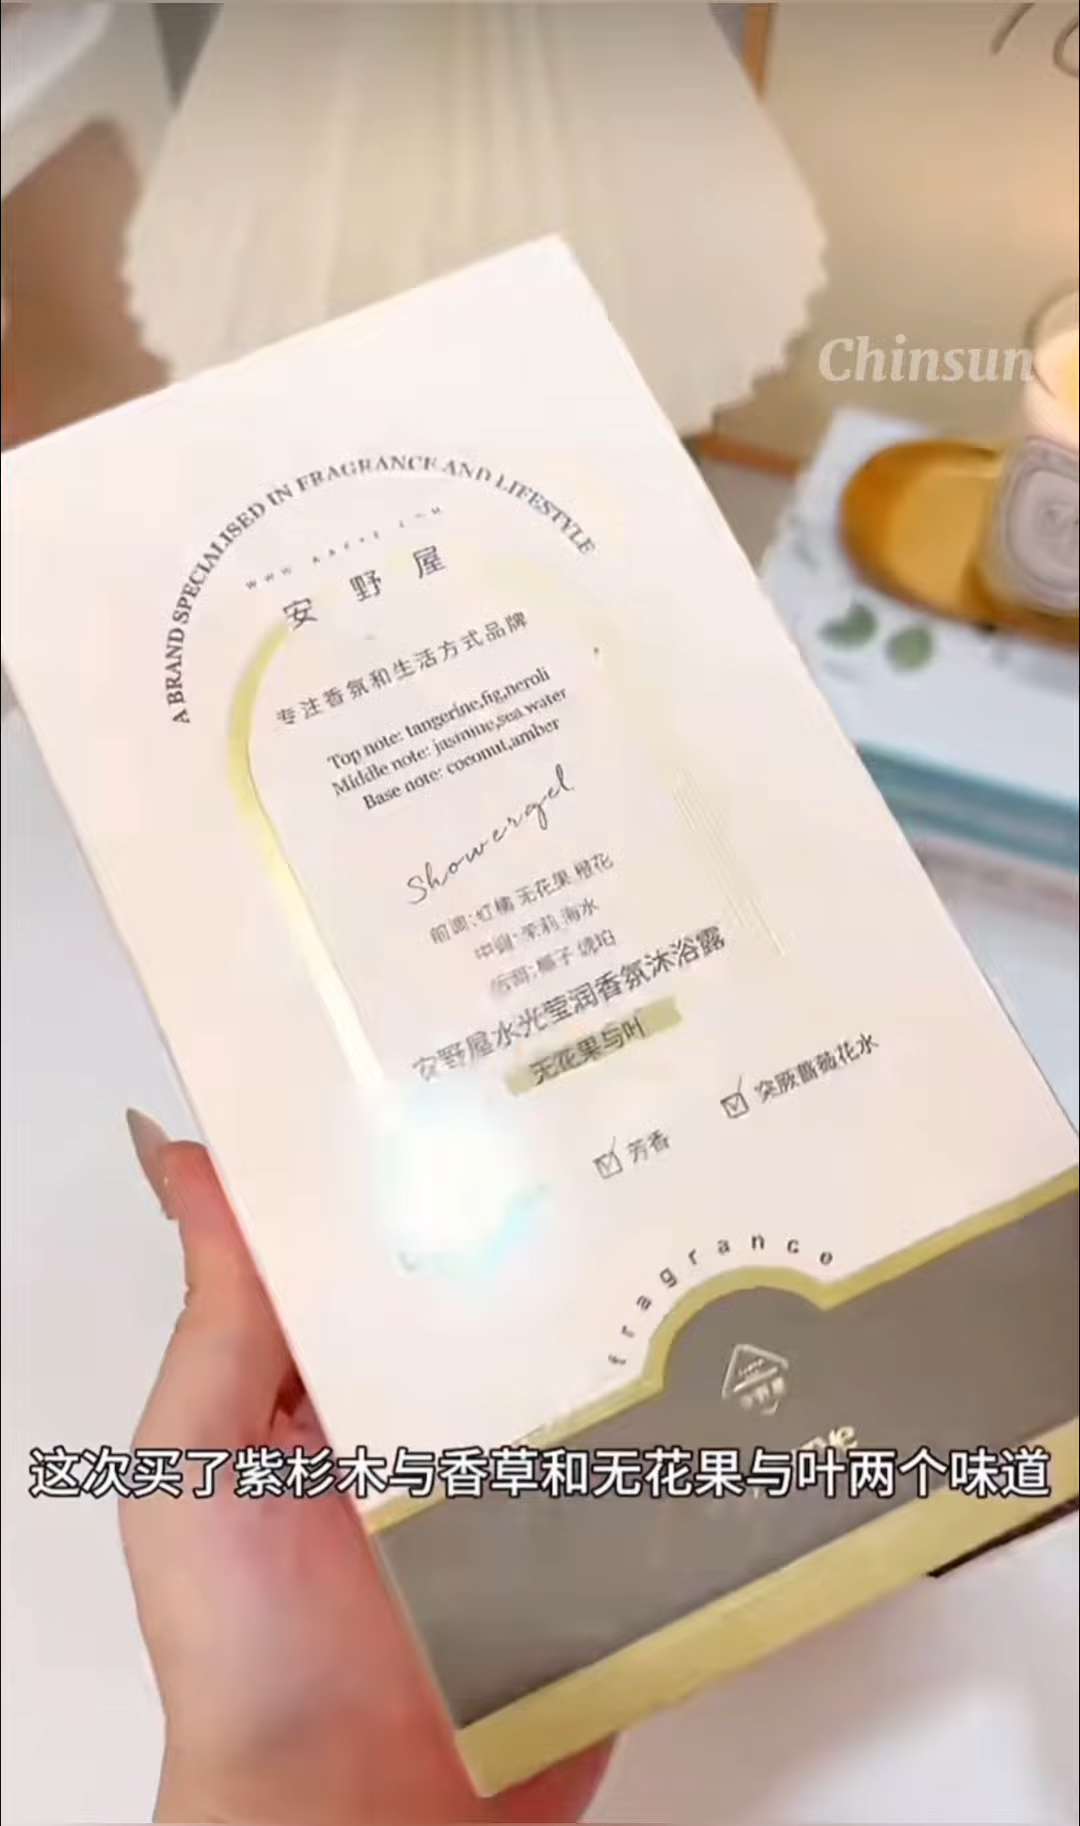 Chinsun
A BRAND SPECIALISED IN FRAGRANCE AND LIFESTYLE
安野屋
专注香氛和生活方式品牌
Top note: tangerine,fig,neroli
Middle note: jasmine,sea water
Base note: coconut,amber
Showergel
前调:红橘 无花果 橙花
中调:茉莉 海水
后调:椰子 琥珀
安野屋水光莹润香氛沐浴露
无花果与叶
突厥蔷薇花水
芳香
fragrance
这次买了紫杉木与香草和无花果与叶两个味道